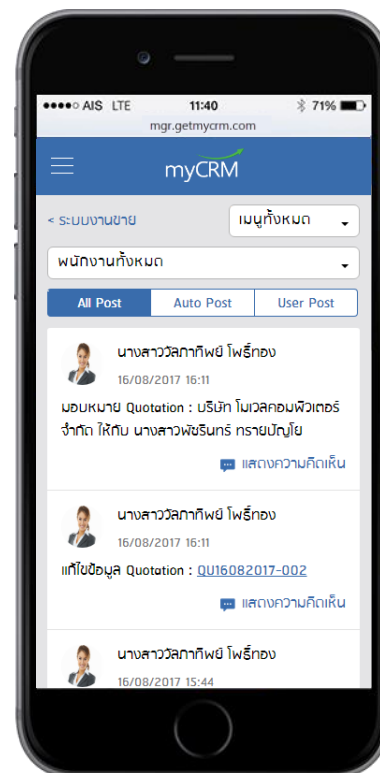 AIS LTE 11:40 71%
mgr.getmycrm.com
myCRM
< ระบบงานขาย เมนูทั้งหมด
พนักงานทั้งหมด
All Post Auto Post User Post
นางสาววัลภาทิพย์ โพธิ์ทอง
16/08/2017 16:11
มอบหมาย Quotation : บริษัท โมเวลคอมพิวเตอร์
จำกัด ให้กับ นางสาวพัชรินทร์ ทรายปัญโย
แสดงความคิดเห็น
นางสาววัลภาทิพย์ โพธิ์ทอง
16/08/2017 16:11
แก้ไขข้อมูล Quotation : QU16082017-002
แสดงความคิดเห็น
นางสาววัลภาทิพย์ โพธิ์ทอง
16/08/2017 15:44